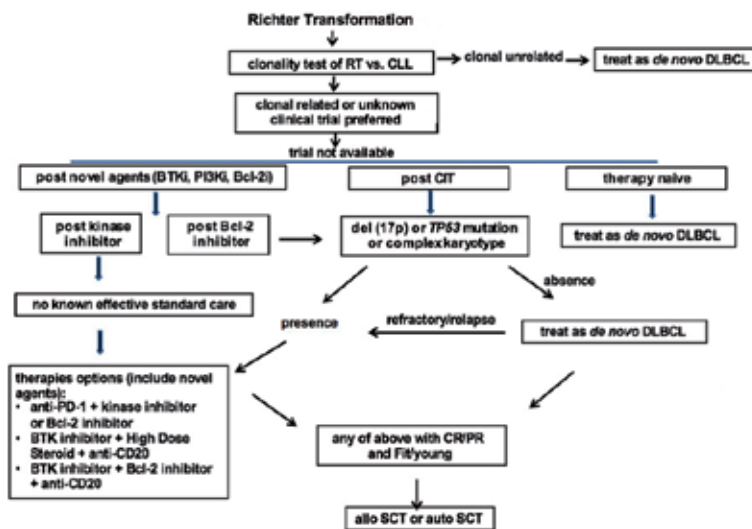 Richter Transformation
clonality test of RT vs. CLL
clonal unrelated
treat as de novo DLBCL
clonal related or unknown
clinical trial preferred
trial not available
post novel agents (BTKi, PI3Ki, Bcl-2i)
post CIT
therapy naïve
post kinase
inhibitor
post Bcl-2
inhibitor
del (17p) or TP53 mutation
or complex karyotype
treat as de novo DLBCL
no known effective standard care
presence
absence
refractory/relapse
treat as de novo DLBCL
therapies options (include novel
agents):
• anti-PD-1 + kinase inhibitor
or Bcl-2 inhibitor
• BTK inhibitor + High Dose
Steroid + anti-CD20
• BTK inhibitor + Bcl-2 inhibitor
+ anti-CD20
any of above with CR/PR
and Fit/young
allo SCT or auto SCT